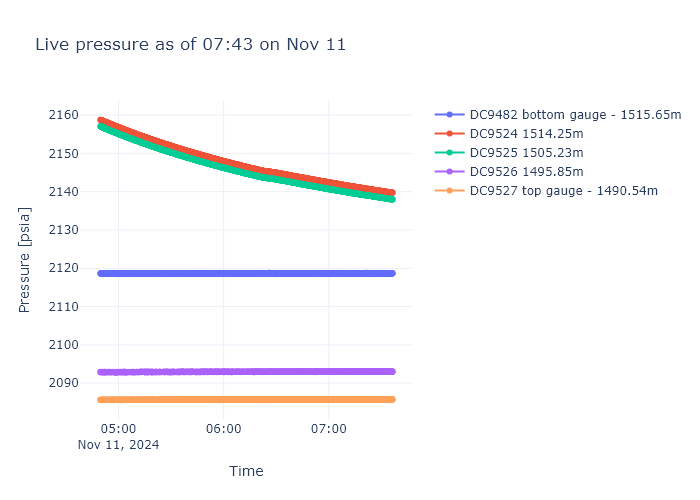 Live pressure as of 07:43 on Nov 11
DC9482 bottom gauge - 1515.65m
DC9524 1514.25m
DC9525 1505.23m
DC9526 1495.85m
DC9527 top gauge - 1490.54m
Pressure [psia]
2160
2150
2140
2130
2120
2110
2100
2090
05:00
06:00
07:00
Nov 11, 2024
Time